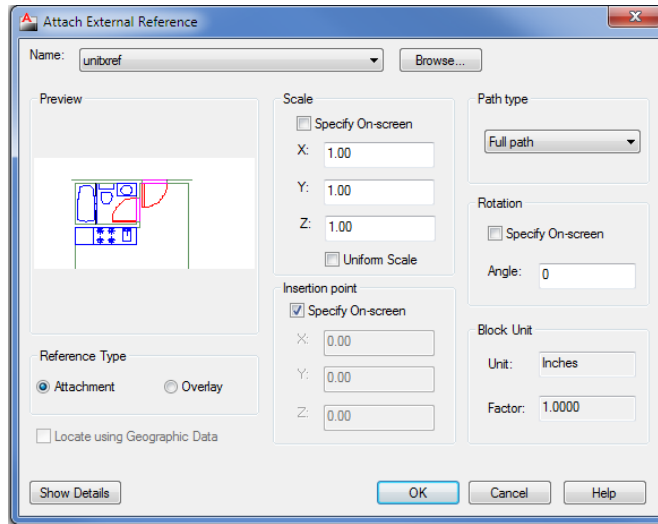 Attach External Reference
Name: unitxref Browse...
Preview
Scale
Specify On-screen
X: 1.00
Y: 1.00
Z: 1.00
Uniform Scale
Path type
Full path
Rotation
Specify On-screen
Angle: 0
Insertion point
Specify On-screen
X: 0.00
Y: 0.00
Z: 0.00
Block Unit
Unit: Inches
Factor: 1.0000
Reference Type
Attachment Overlay
Locate using Geographic Data
Show Details OK Cancel Help